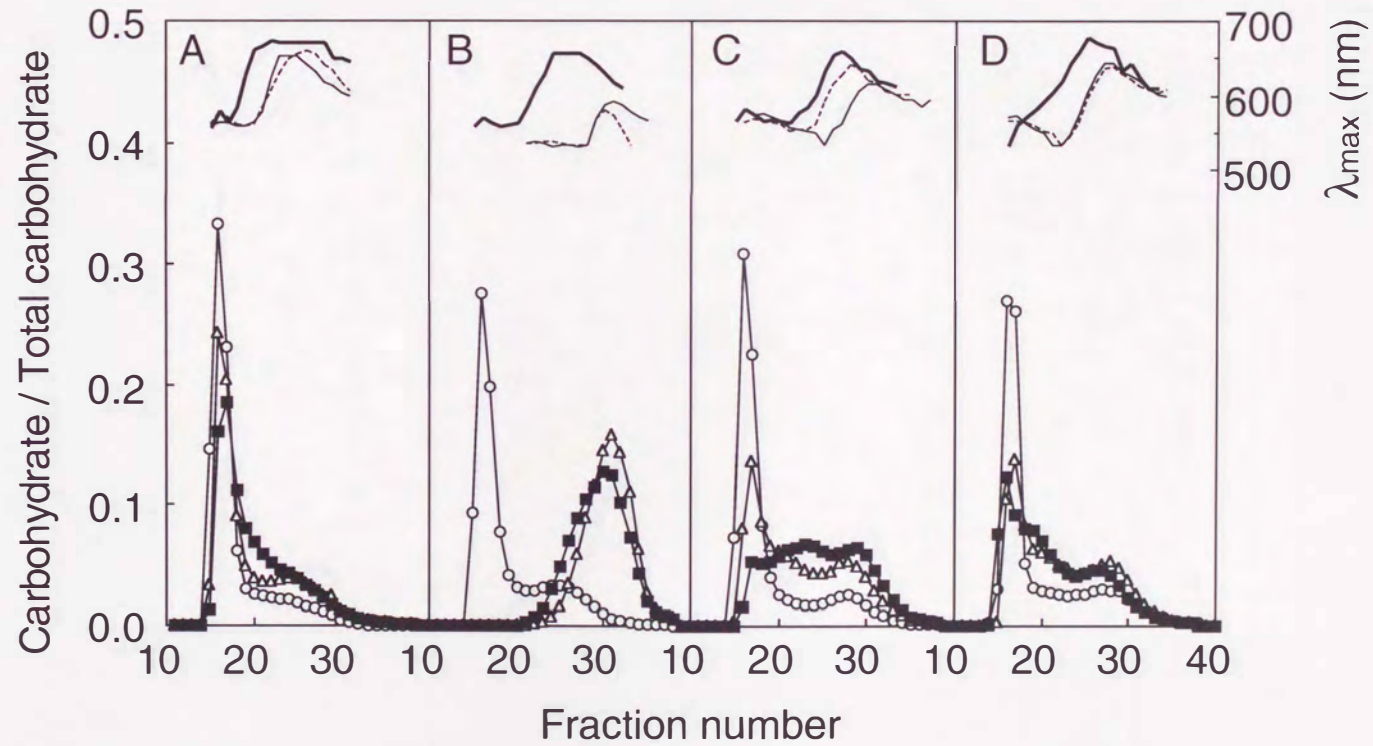 0.5
0.4
0.3
0.2
0.1
0.0
Carbohydrate / Total carbohydrate
A
B
C
D
700
600
500
λmax (nm)
10 20 30 10 20 30 10 20 30 10 20 30 40
Fraction number